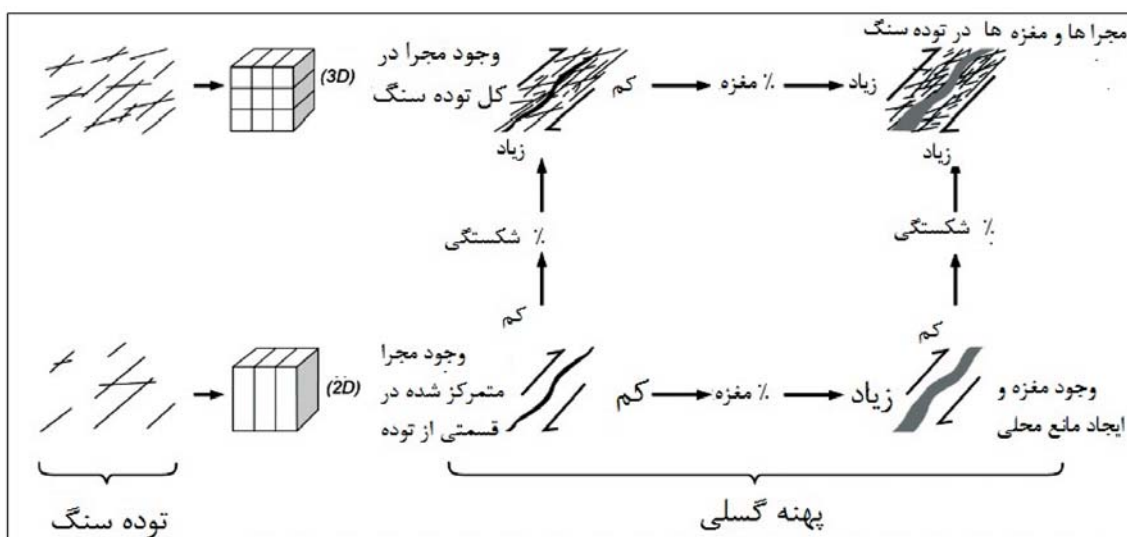 مجرا ها و مغزه ها در توده سنگ
وجود مجرا در
کل توده سنگ
(3D)
کم
% مغزه
زیاد
زیاد
زیاد
% شکستگی
% شکستگی
کم
کم
وجود مجرا
متمرکز شده در
قسمتی از توده
(2D)
کم
% مغزه
زیاد
وجود مغزه و
ایجاد مانع محلی
توده سنگ
پهنه گسلی